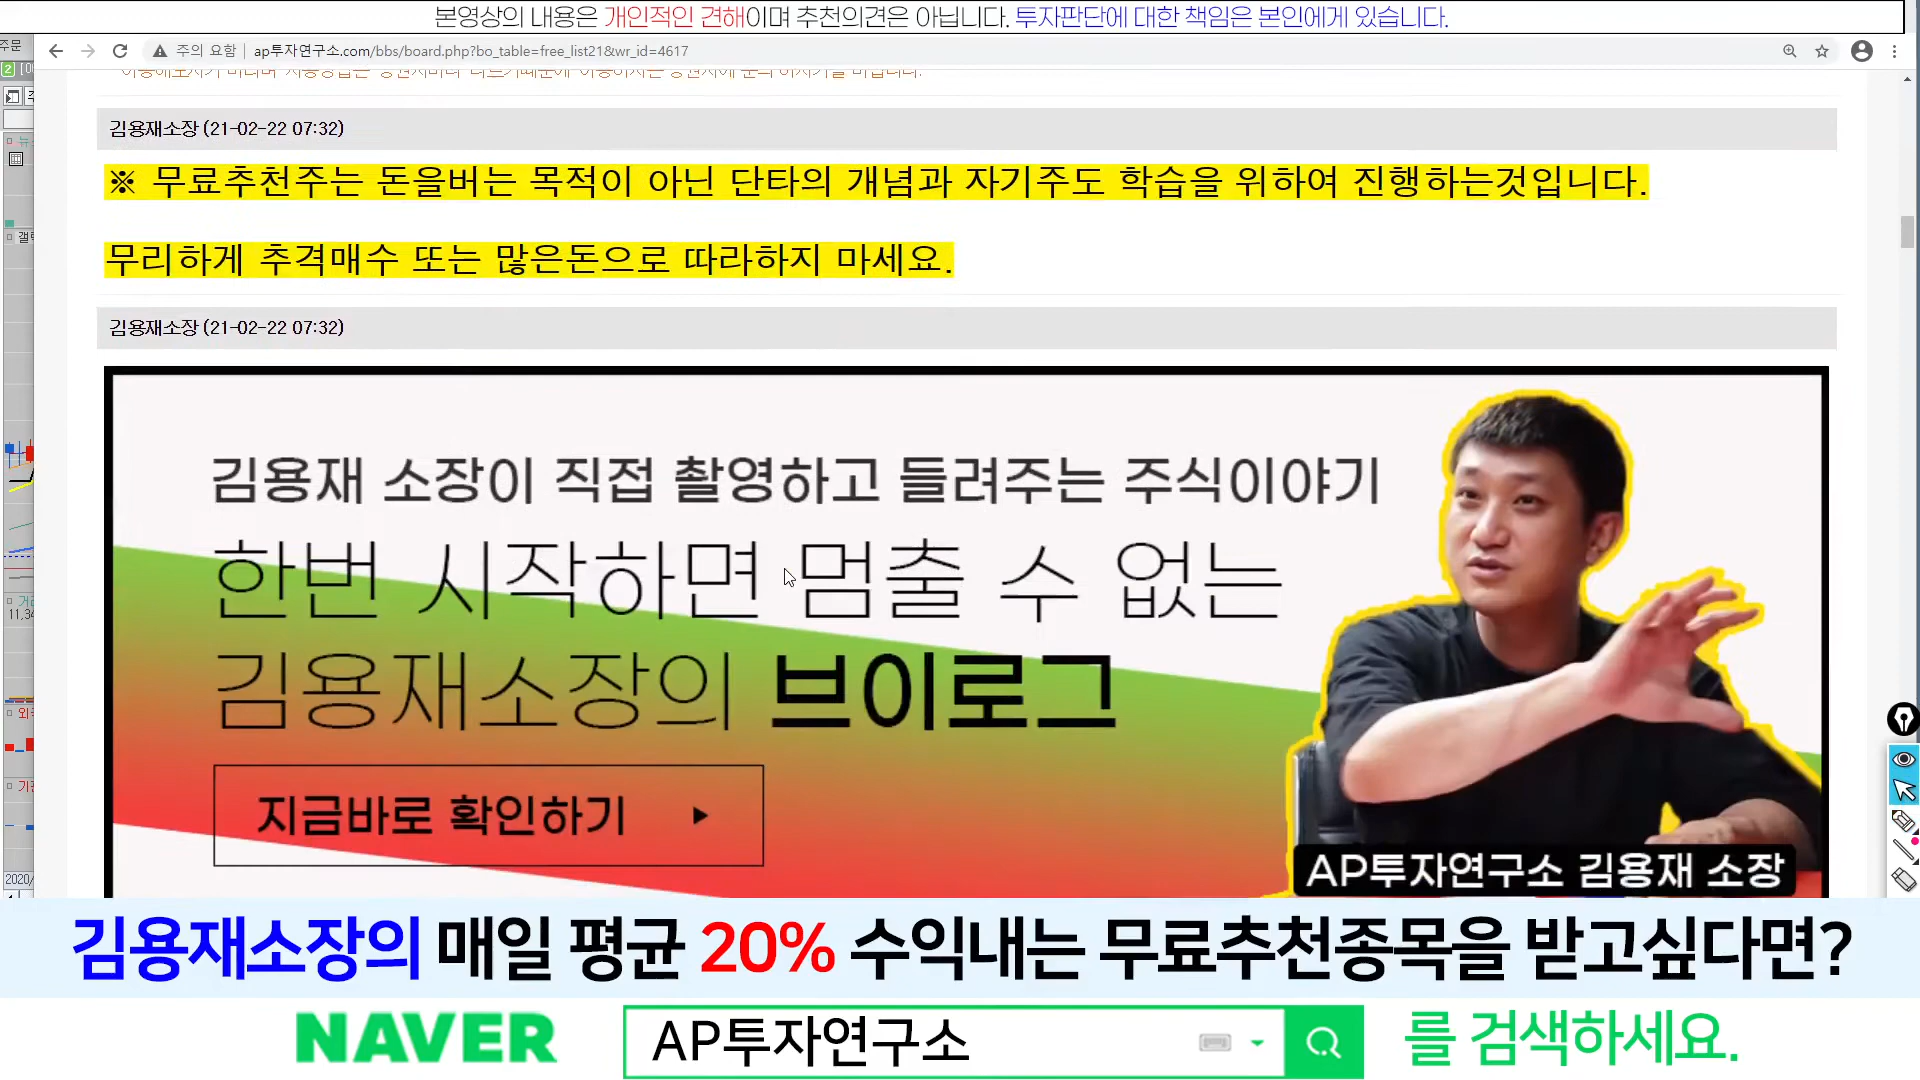 본영상의 내용은 개인적인 견해이며 추천의견은 아닙니다. 투자판단에 대한 책임은 본인에게 있습니다.
주문
주의 요함 | ap투자연구소.com/bbs/board.php?bo_table=free_list21&wr_id=4617
김용재소장 (21-02-22 07:32)
※ 무료추천주는 돈을버는 목적이 아닌 단타의 개념과 자기주도 학습을 위하여 진행하는것입니다.
무리하게 추격매수 또는 많은돈으로 따라하지 마세요.
김용재소장 (21-02-22 07:32)
김용재 소장이 직접 촬영하고 들려주는 주식이야기
한번 시작하면 멈출 수 없는
김용재소장의 브이로그
지금바로 확인하기
AP투자연구소 김용재 소장
2020/
김용재소장의 매일 평균 20% 수익내는 무료추천종목을 받고싶다면?
NAVER AP투자연구소 를 검색하세요.